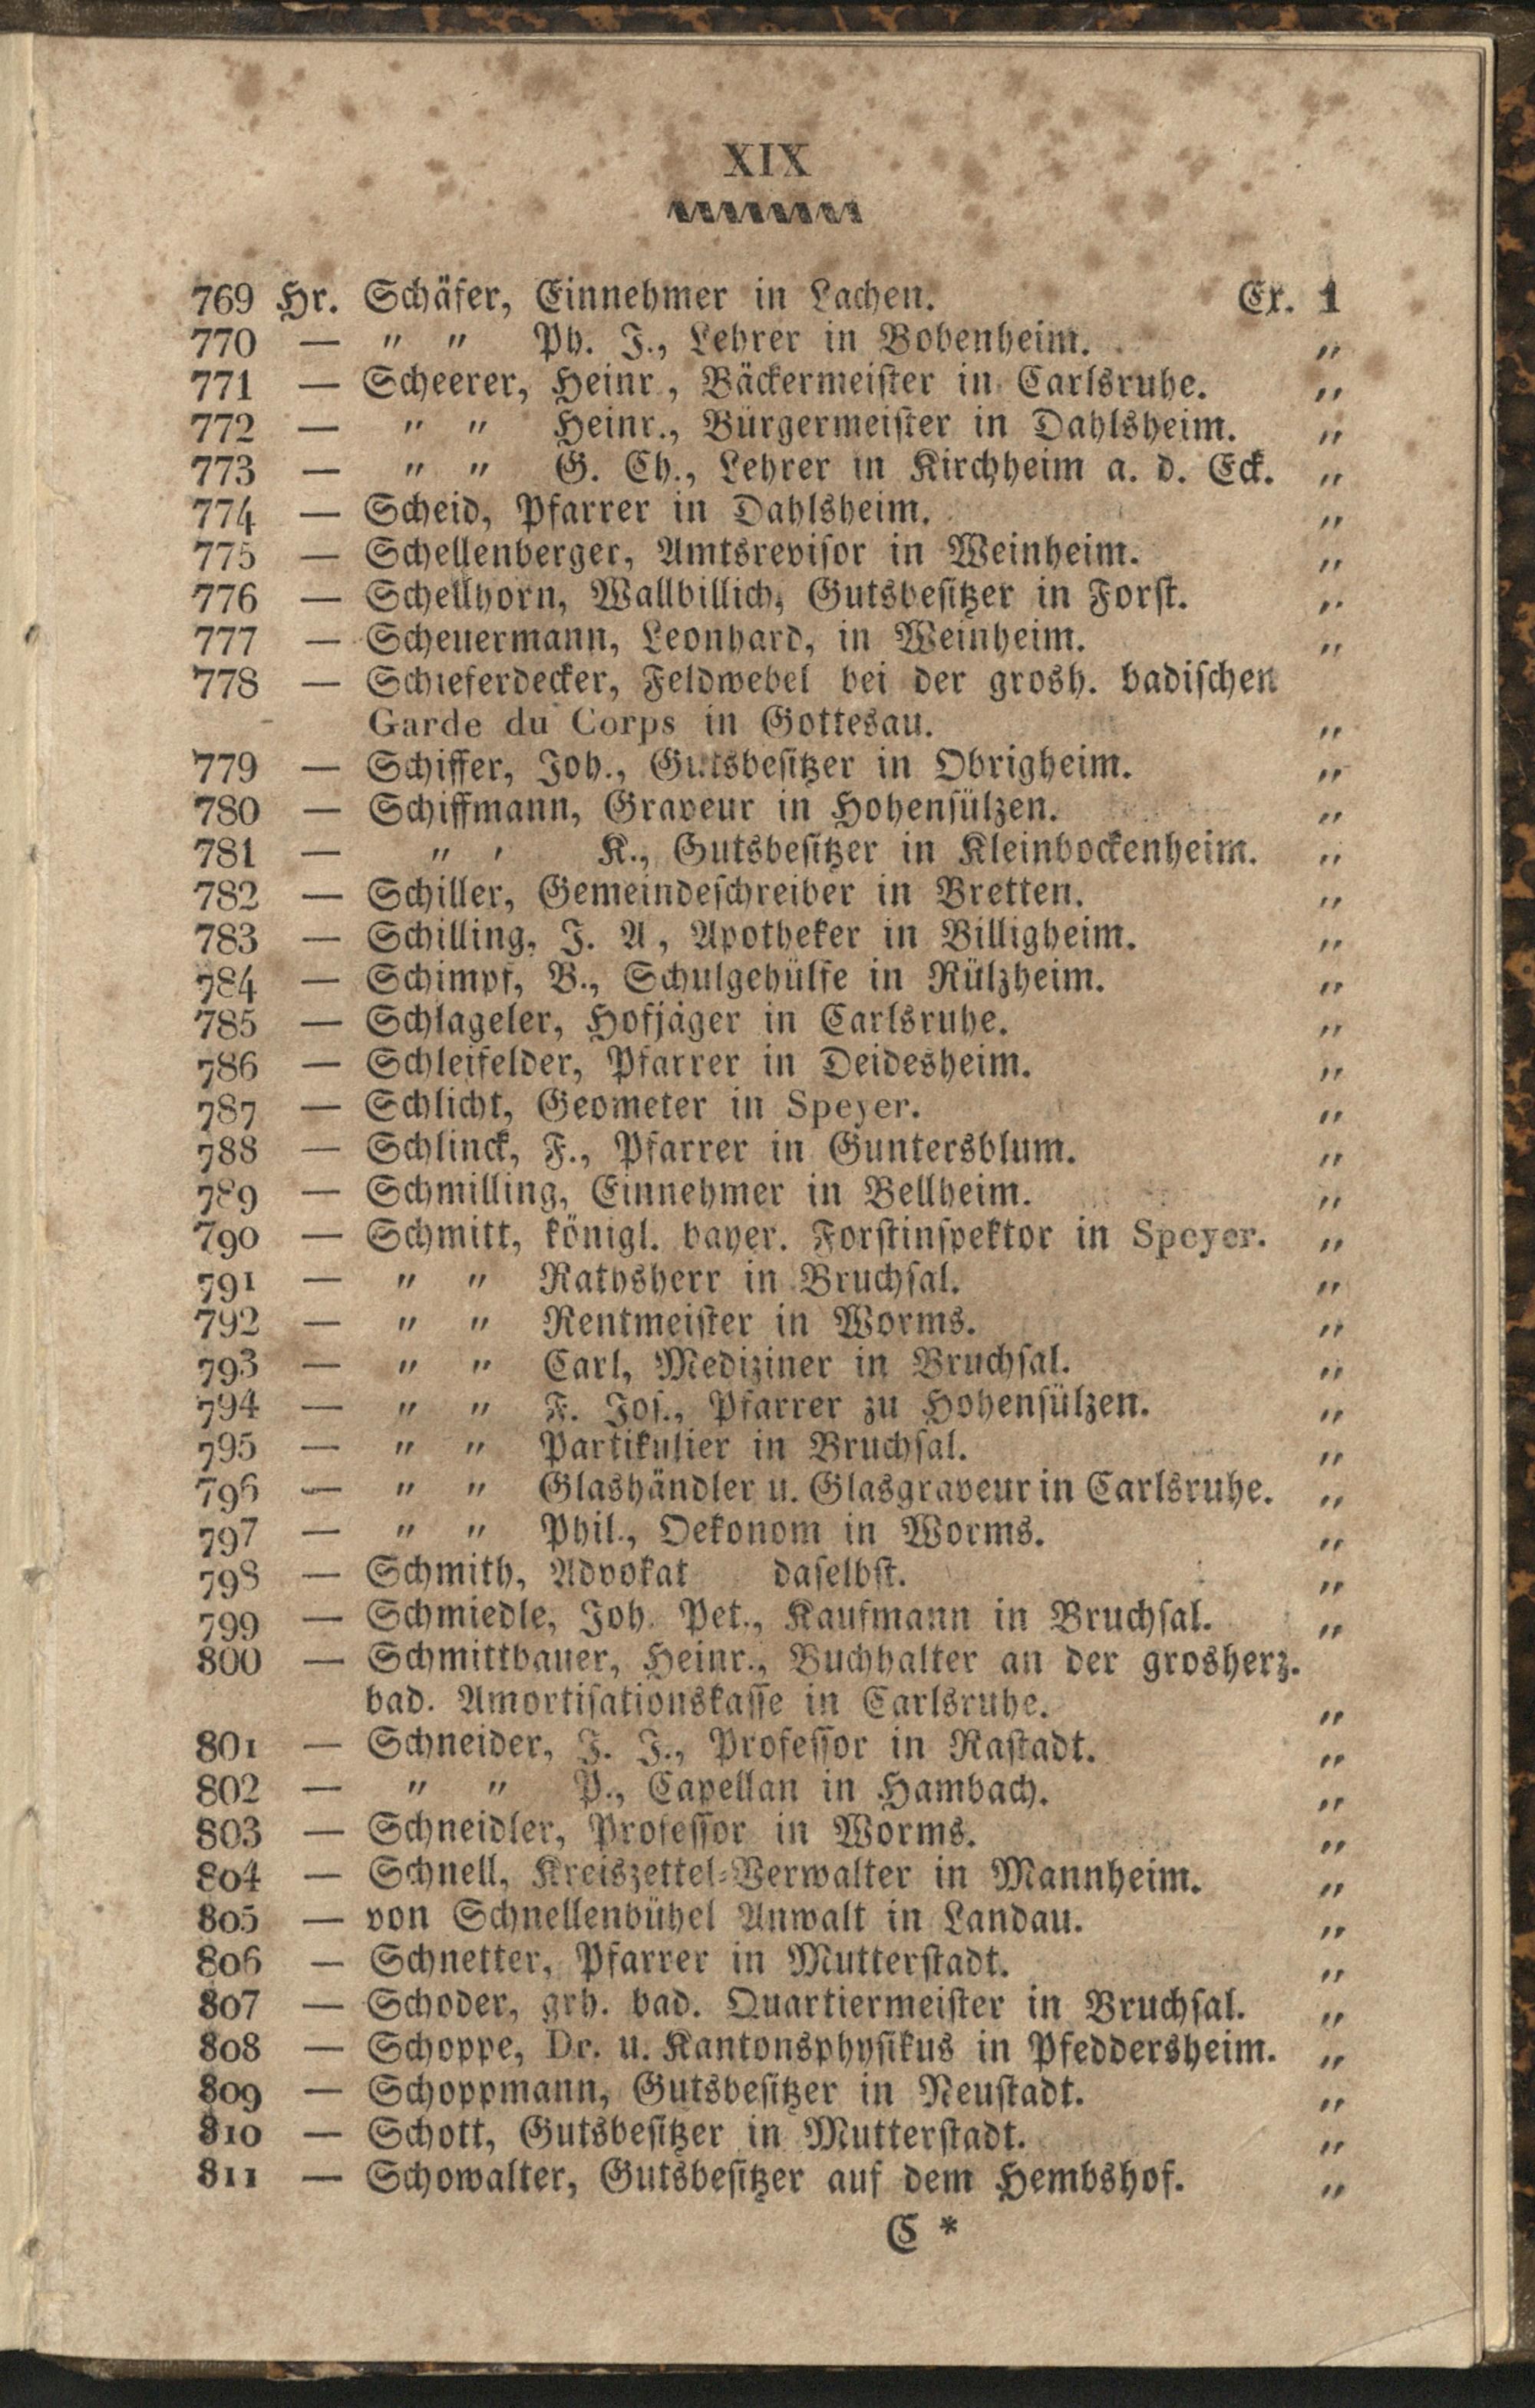 XIX
769 Hr. Schäfer, Einnehmer in Lachen. Ex. 1
770 — " " Ph. J., Lehrer in Bobenheim. "
771 — Scheerer, Heinr., Bäckermeister in Carlsruhe. "
772 — " " Heinr., Bürgermeister in Dahlsheim. "
773 — " " G. Ch., Lehrer in Kirchheim a. d. Eck. "
774 — Scheid, Pfarrer in Dahlsheim. "
775 — Schellenberger, Amtsrevisor in Weinheim. "
776 — Schellhorn, Wallbillich, Gutsbesitzer in Forst. "
777 — Scheuermann, Leonhard, in Weinheim. "
778 — Schieferdecker, Feldwebel bei der grosh. badischen
Garde du Corps in Gottesau. "
779 — Schiffer, Joh., Gutsbesitzer in Obrigheim. "
780 — Schiffmann, Graveur in Hohensülzen. "
781 — " " K., Gutsbesitzer in Kleinbockenheim. "
782 — Schiller, Gemeindeschreiber in Bretten. "
783 — Schilling, J. A, Apotheker in Billigheim. "
784 — Schimpf, B., Schulgehülfe in Rülzheim. "
785 — Schlageler, Hofjäger in Carlsruhe. "
786 — Schleifelder, Pfarrer in Deidesheim. "
787 — Schlicht, Geometer in Speyer. "
788 — Schlinck, F., Pfarrer in Guntersblum. "
789 — Schmilling, Einnehmer in Bellheim. "
790 — Schmitt, königl. bayer. Forstinspektor in Speyer. "
791 — " " Rathsherr in Bruchsal. "
792 — " " Rentmeister in Worms. "
793 — " " Carl, Mediziner in Bruchsal. "
794 — " " F. Jos., Pfarrer zu Hohensülzen. "
795 — " " Partikulier in Bruchsal. "
796 — " " Glashändler u. Glasgraveur in Carlsruhe. "
797 — " " Phil., Oekonom in Worms. "
798 — Schmith, Advokat daselbst. "
799 — Schmiedle, Joh. Pet., Kaufmann in Bruchsal. "
800 — Schmittbauer, Heinr., Buchhalter an der grosherz.
bad. Amortisationskasse in Carlsruhe. "
801 — Schneider, J. J., Professor in Rastadt. "
802 — " " P., Capellan in Hambach. "
803 — Schneidler, Professor in Worms. "
804 — Schnell, Kreiszettel-Verwalter in Mannheim. "
805 — von Schnellenbühel Anwalt in Landau. "
806 — Schnetter, Pfarrer in Mutterstadt. "
807 — Schoder, grh. bad. Quartiermeister in Bruchsal. "
808 — Schoppe, Dr. u. Kantonsphysikus in Pfeddersheim. "
809 — Schoppmann, Gutsbesitzer in Neustadt. "
810 — Schott, Gutsbesitzer in Mutterstadt. "
811 — Schowalter, Gutsbesitzer auf dem Hembshof. "
C *